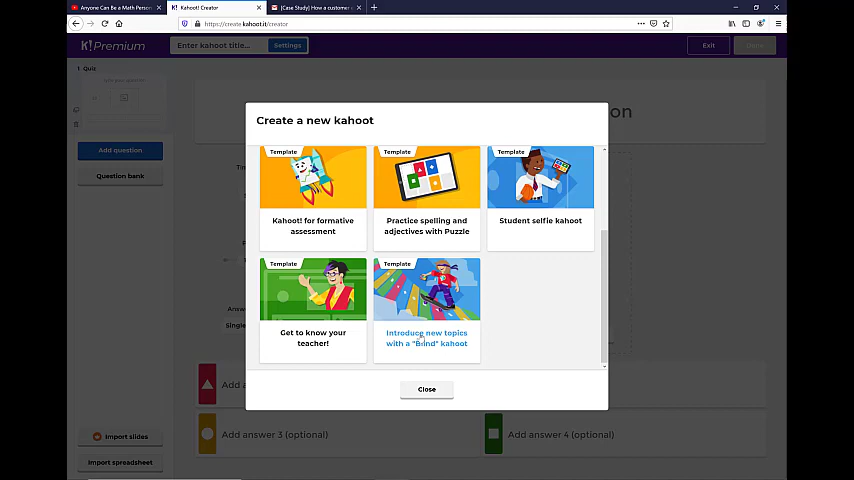 Anyone Can Be a Math Person
Kahoot! Creator
[Case Study] How a customer
https://create.kahoot.it/creator
K!Premium
Enter kahoot title...
Settings
Exit
Done
1 Quiz
Add question
Question bank
Import slides
Import spreadsheet
Create a new kahoot
Template
Kahoot! for formative
assessment
Template
Practice spelling and
adjectives with Puzzle
Template
Student selfie kahoot
Template
Get to know your
teacher!
Template
Introduce new topics
with a "Blind" kahoot
Close
Add a
Add answer 3 (optional)
Add answer 4 (optional)